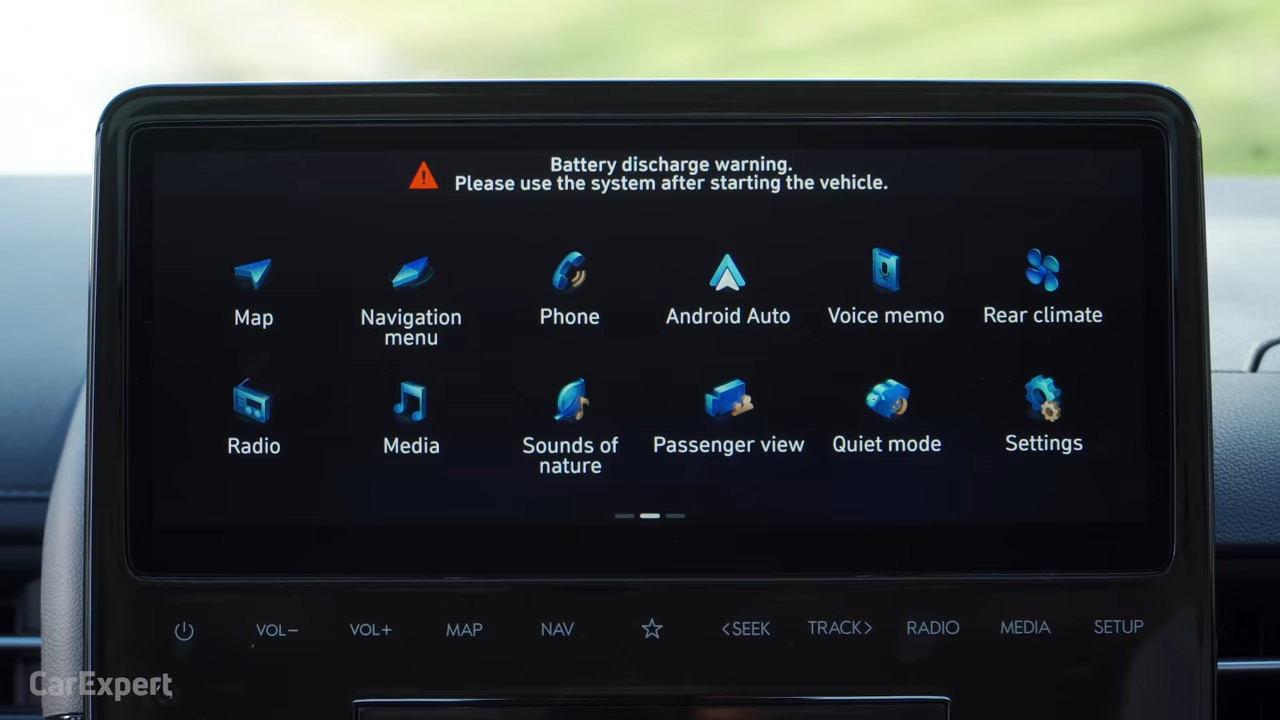 Battery discharge warning.
Please use the system after starting the vehicle.
Map
Navigation
menu
Phone
Android Auto
Voice memo
Rear climate
Radio
Media
Sounds of
nature
Passenger view
Quiet mode
Settings
VOL−
VOL+
MAP
NAV
<SEEK
TRACK>
RADIO
MEDIA
SETUP
CarExpert